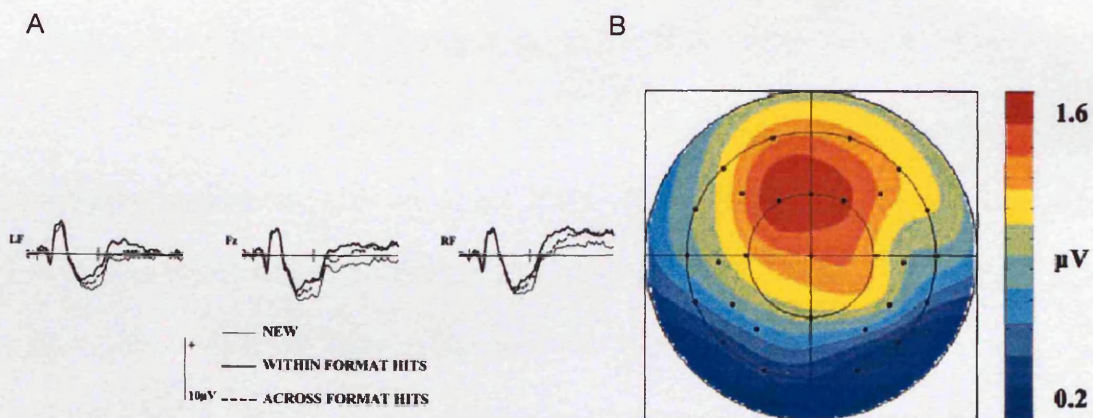 A
B
LF
Fz
RF
NEW
+
WITHIN FORMAT HITS
10μV
ACROSS FORMAT HITS
1.6
μV
0.2